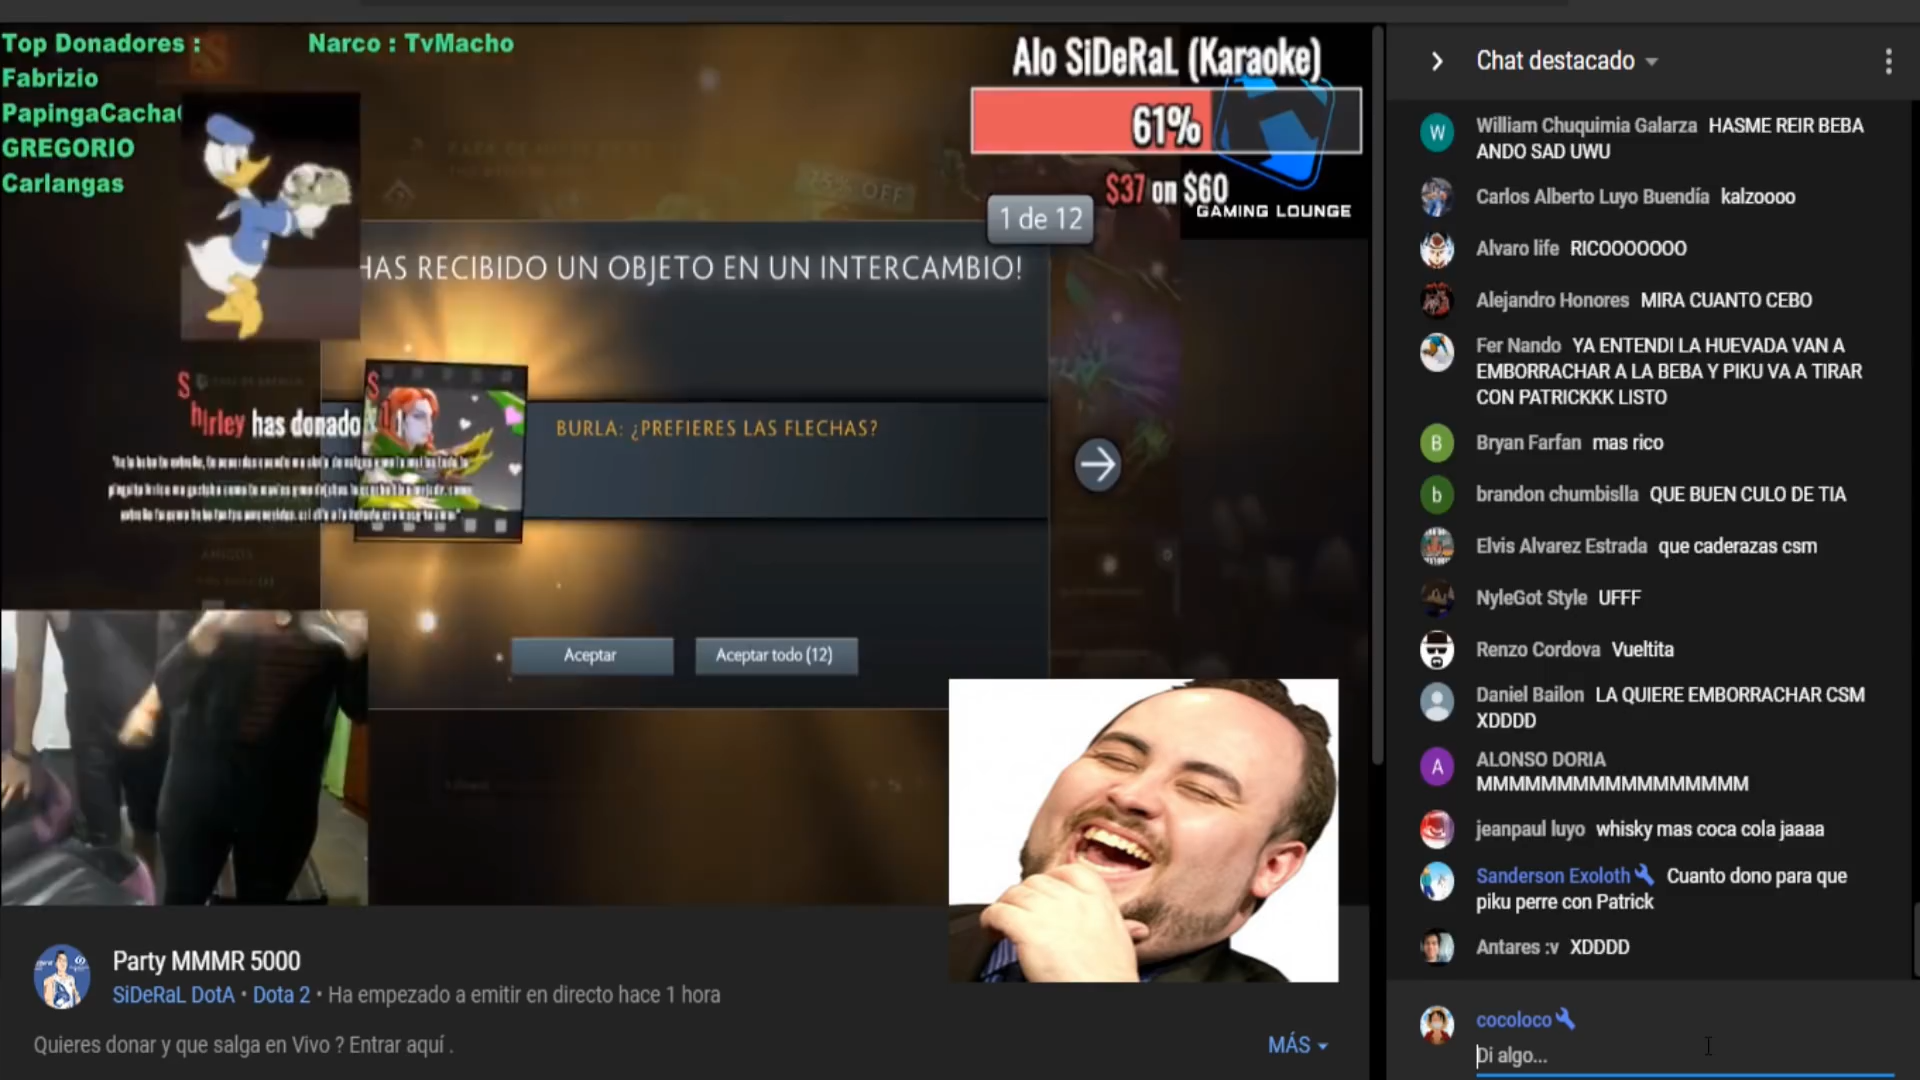 Top Donadores :
Narco : TvMacho
Fabrizio
PapingaCacha
GREGORIO
Carlangas
Alo SiDeRaL (Karaoke)
61%
$37 on $60
GAMING LOUNGE
25% OFF
1 de 12
HAS RECIBIDO UN OBJETO EN UN INTERCAMBIO!
Shirley has donado
BURLA: ¿PREFIERES LAS FLECHAS?
AMIGOS
Aceptar
Aceptar todo (12)
Party MMMR 5000
SiDeRaL DotA • Dota 2 • Ha empezado a emitir en directo hace 1 hora
Quieres donar y que salga en Vivo ? Entrar aquí .
MÁS
Chat destacado
W
William Chuquimia Galarza HASME REIR BEBA
ANDO SAD UWU
Carlos Alberto Luyo Buendía kalzoooo
Alvaro life RICOOOOOOO
Alejandro Honores MIRA CUANTO CEBO
Fer Nando YA ENTENDI LA HUEVADA VAN A
EMBORRACHAR A LA BEBA Y PIKU VA A TIRAR
CON PATRICKKK LISTO
B
Bryan Farfan mas rico
b
brandon chumbislla QUE BUEN CULO DE TIA
Elvis Alvarez Estrada que caderazas csm
NyleGot Style UFFF
Renzo Cordova Vueltita
Daniel Bailon LA QUIERE EMBORRACHAR CSM
XDDDD
A
ALONSO DORIA
MMMMMMMMMMMMMMMMM
jeanpaul luyo whisky mas coca cola jaaaa
Sanderson Exoloth Cuanto dono para que
piku perre con Patrick
Antares :v XDDDD
cocoloco
Di algo...